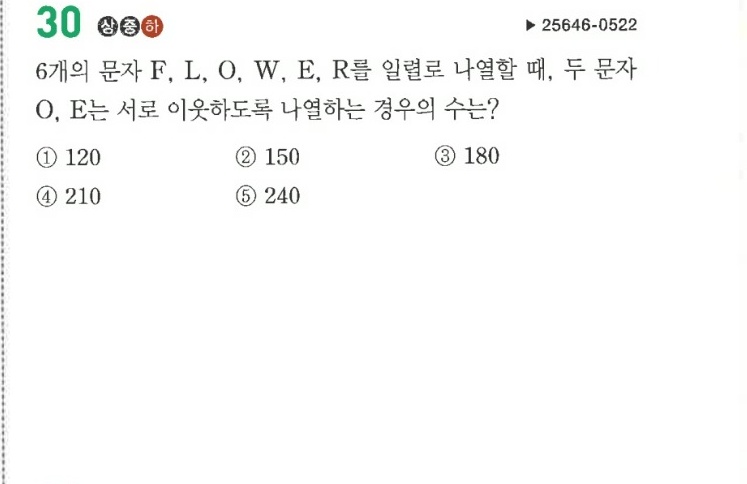 30 상 중 하 ▶ 25646-0522
6개의 문자 F, L, O, W, E, R를 일렬로 나열할 때, 두 문자
O, E는 서로 이웃하도록 나열하는 경우의 수는?
① 120 ② 150 ③ 180
④ 210 ⑤ 240